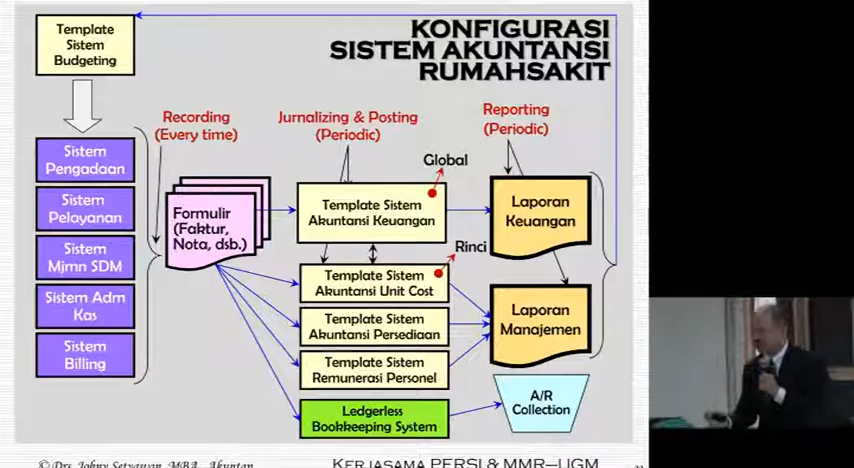 KONFIGURASI
SISTEM AKUNTANSI
RUMAHSAKIT
Template
Sistem
Budgeting
Recording
(Every time)
Jurnalizing & Posting
(Periodic)
Reporting
(Periodic)
Sistem
Pengadaan
Sistem
Pelayanan
Sistem
Mjmn SDM
Sistem Adm
Kas
Sistem
Billing
Formulir
(Faktur,
Nota, dsb.)
Global
Template Sistem
Akuntansi Keuangan
Rinci
Template Sistem
Akuntansi Unit Cost
Template Sistem
Akuntansi Persediaan
Template Sistem
Remunerasi Personel
Ledgerless
Bookkeeping System
Laporan
Keuangan
Laporan
Manajemen
A/R
Collection
© Drs. Johny Setyawan, MBA., Akuntan
KERJASAMA PERSI & MMR–UGM